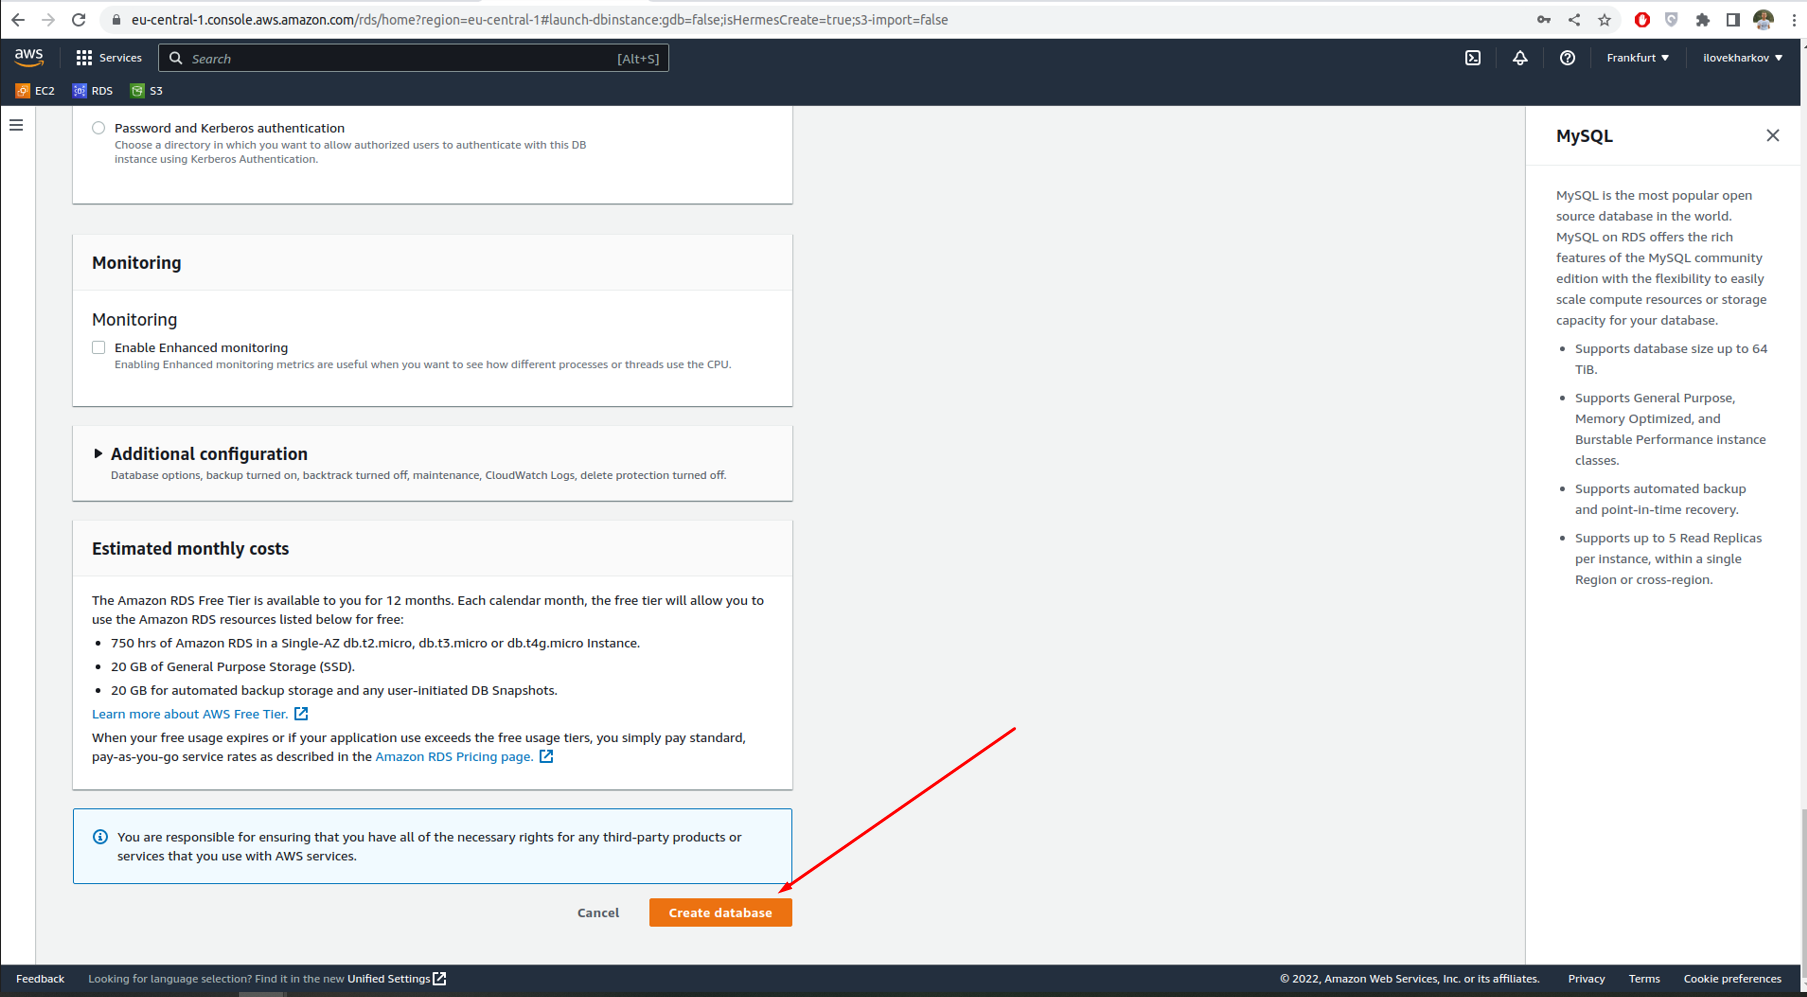 eu-central-1.console.aws.amazon.com/rds/home?region=eu-central-1#launch-dbinstance:gdb=false;isHermesCreate=true;s3-import=false
aws
Services
Search
[Alt+S]
Frankfurt
ilovekharkov
EC2
RDS
S3
Password and Kerberos authentication
Choose a directory in which you want to allow authorized users to authenticate with this DB
instance using Kerberos Authentication.
Monitoring
Monitoring
Enable Enhanced monitoring
Enabling Enhanced monitoring metrics are useful when you want to see how different processes or threads use the CPU.
Additional configuration
Database options, backup turned on, backtrack turned off, maintenance, CloudWatch Logs, delete protection turned off.
Estimated monthly costs
The Amazon RDS Free Tier is available to you for 12 months. Each calendar month, the free tier will allow you to
use the Amazon RDS resources listed below for free:
750 hrs of Amazon RDS in a Single-AZ db.t2.micro, db.t3.micro or db.t4g.micro Instance.
20 GB of General Purpose Storage (SSD).
20 GB for automated backup storage and any user-initiated DB Snapshots.
Learn more about AWS Free Tier.
When your free usage expires or if your application use exceeds the free usage tiers, you simply pay standard,
pay-as-you-go service rates as described in the Amazon RDS Pricing page.
You are responsible for ensuring that you have all of the necessary rights for any third-party products or
services that you use with AWS services.
Cancel
Create database
MySQL
MySQL is the most popular open
source database in the world.
MySQL on RDS offers the rich
features of the MySQL community
edition with the flexibility to easily
scale compute resources or storage
capacity for your database.
Supports database size up to 64
TiB.
Supports General Purpose,
Memory Optimized, and
Burstable Performance instance
classes.
Supports automated backup
and point-in-time recovery.
Supports up to 5 Read Replicas
per instance, within a single
Region or cross-region.
Feedback
Looking for language selection? Find it in the new Unified Settings
© 2022, Amazon Web Services, Inc. or its affiliates.
Privacy
Terms
Cookie preferences